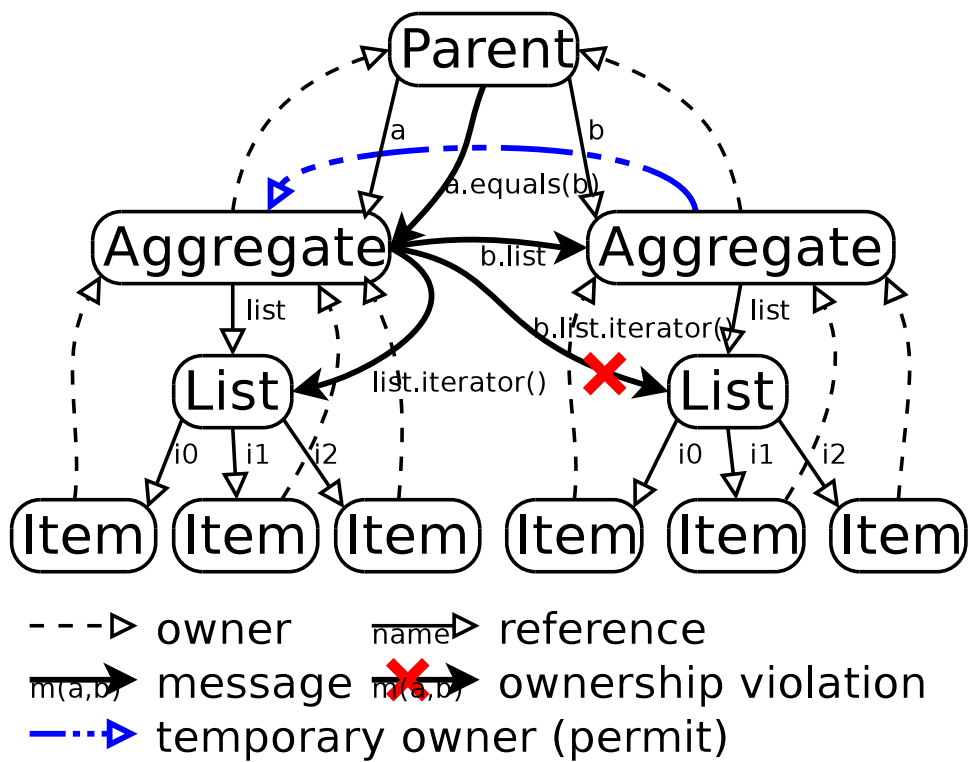 Parent
a
b
a.equals(b)
Aggregate
b.list
Aggregate
list
b.list.iterator()
list
List
list.iterator()
List
i0
i1
i2
i0
i1
i2
Item
Item
Item
Item
Item
Item
owner
name
reference
m(a,b)
message
m(a,b)
ownership violation
temporary owner (permit)